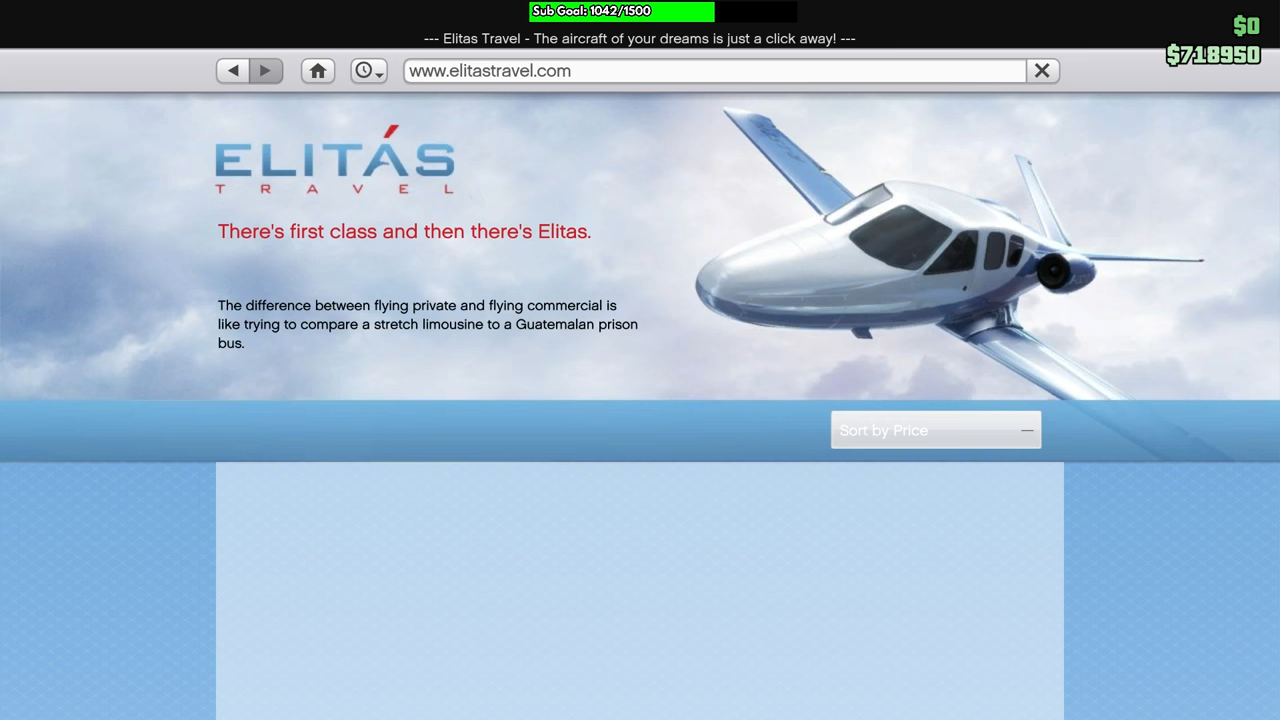 Sub Goal: 1042/1500
--- Elitas Travel - The aircraft of your dreams is just a click away! ---
$0
$718950
www.elitastravel.com
ELITÁS
TRAVEL
There's first class and then there's Elitas.
The difference between flying private and flying commercial is
like trying to compare a stretch limousine to a Guatemalan prison
bus.
Sort by Price